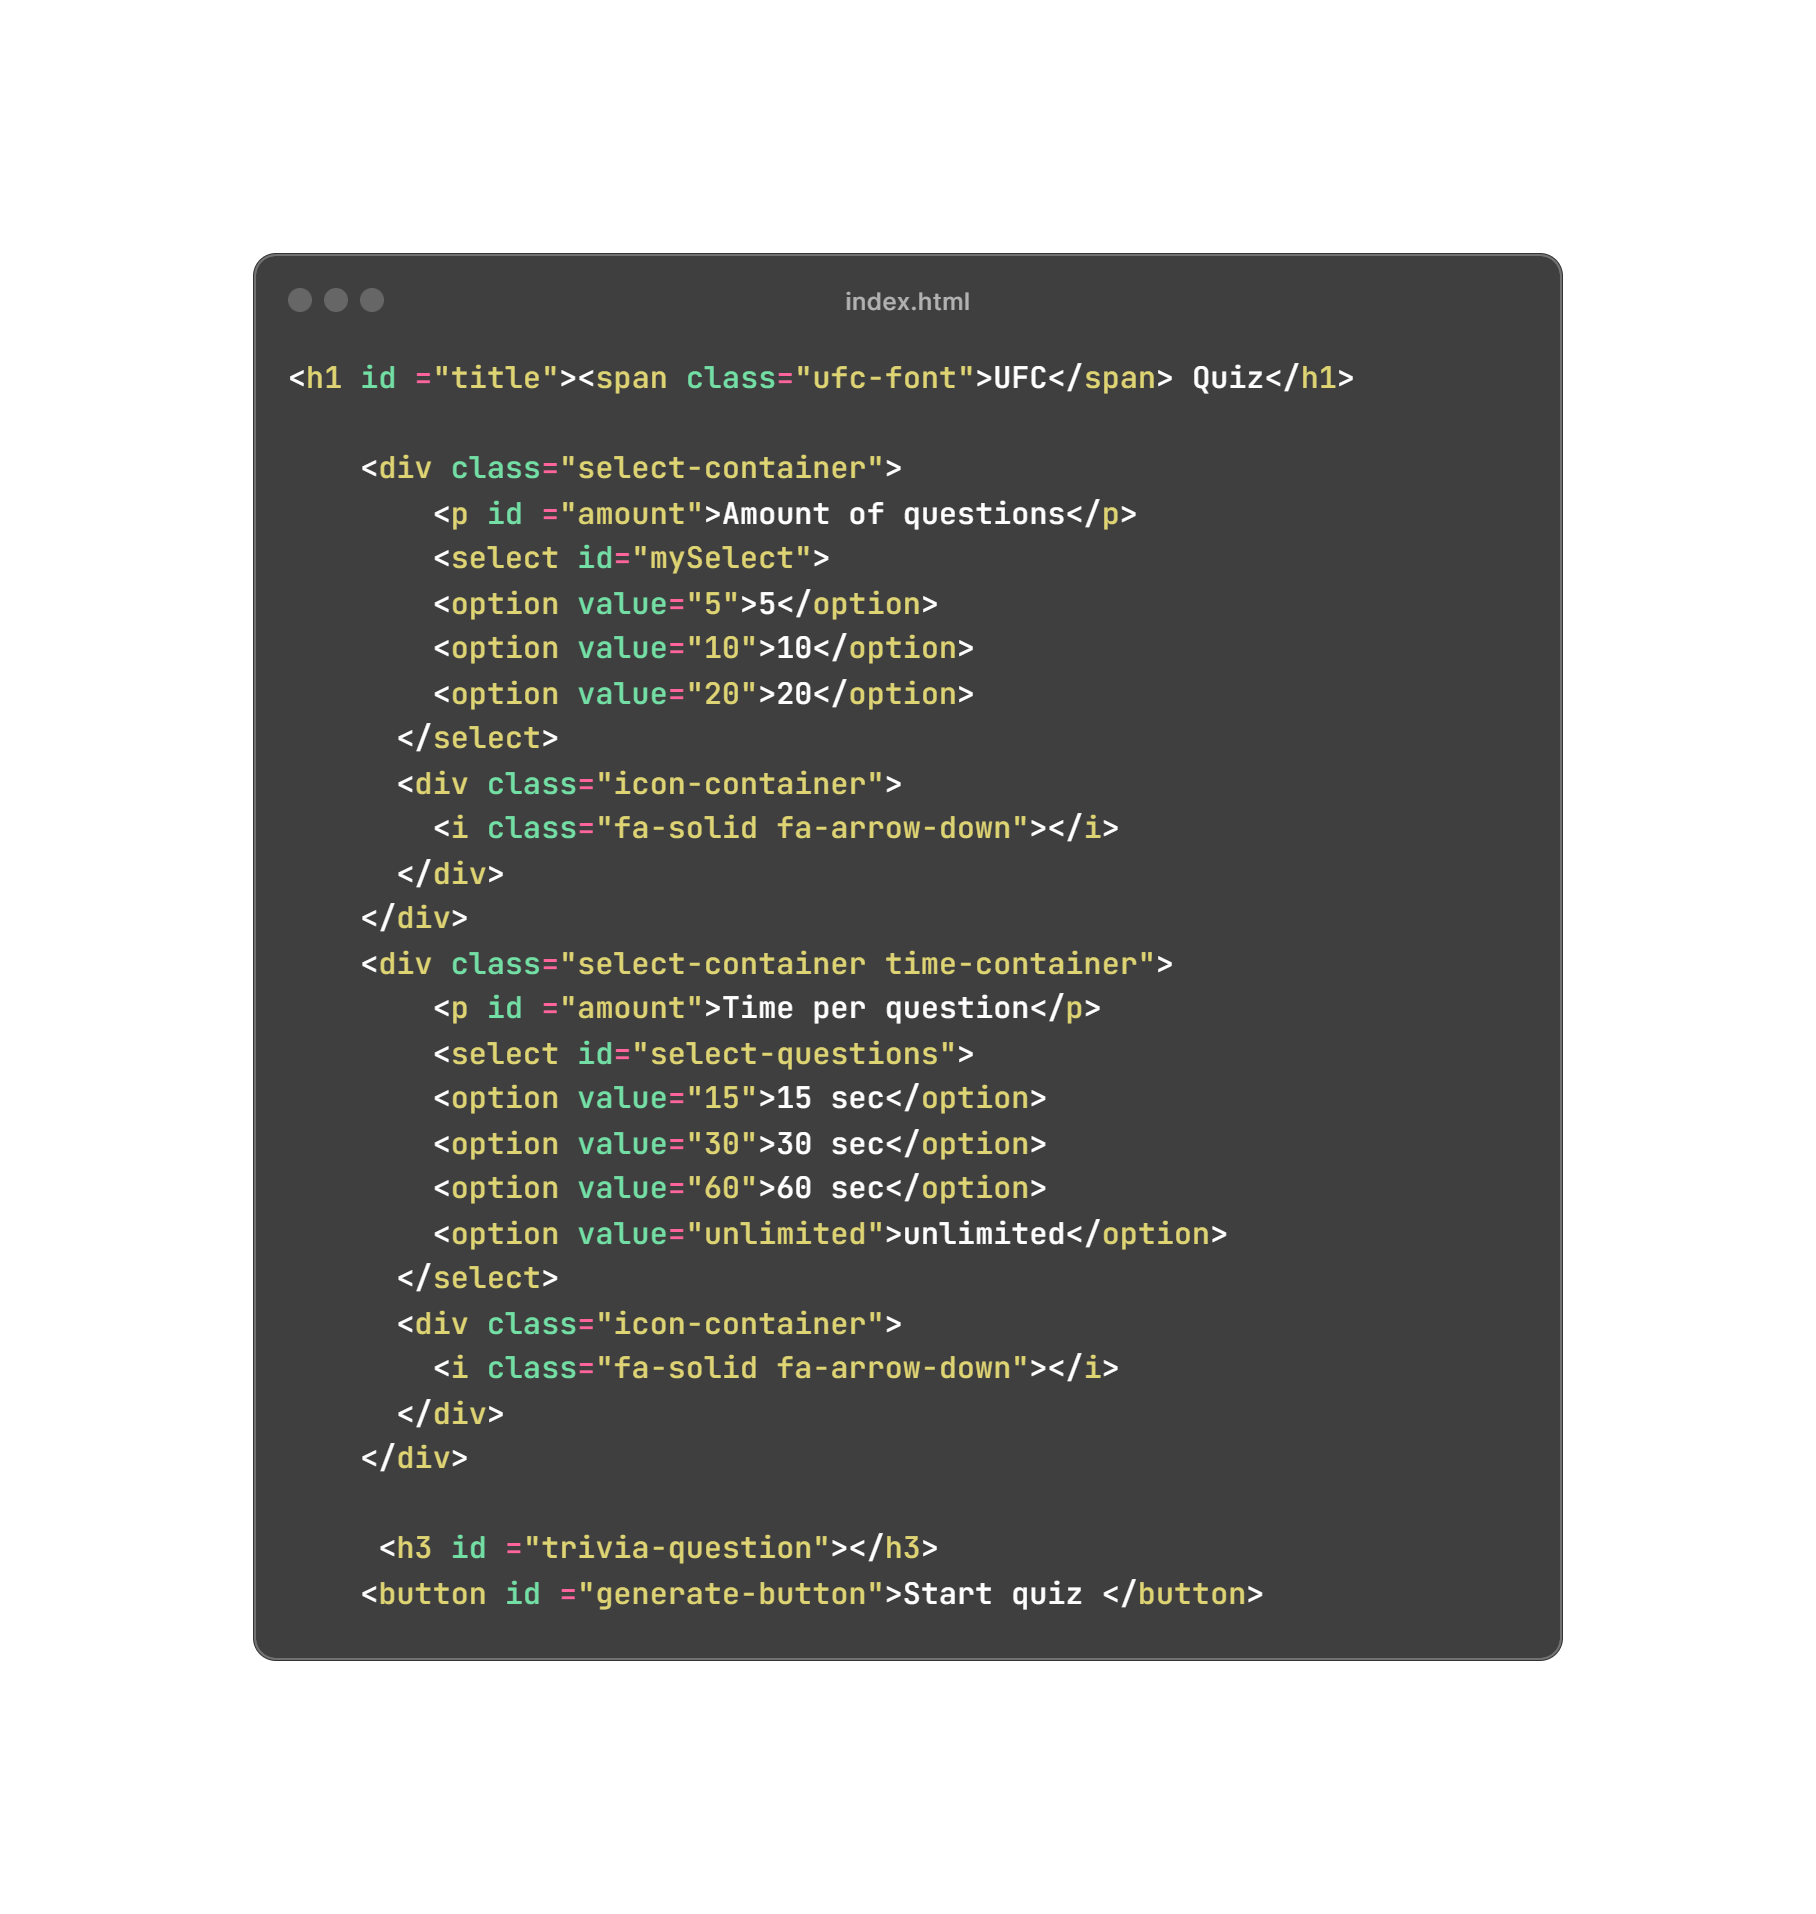 index.html
<h1 id ="title"><span class="ufc-font">UFC</span> Quiz</h1>
<div class="select-container">
<p id ="amount">Amount of questions</p>
<select id="mySelect">
<option value="5">5</option>
<option value="10">10</option>
<option value="20">20</option>
</select>
<div class="icon-container">
<i class="fa-solid fa-arrow-down"></i>
</div>
</div>
<div class="select-container time-container">
<p id ="amount">Time per question</p>
<select id="select-questions">
<option value="15">15 sec</option>
<option value="30">30 sec</option>
<option value="60">60 sec</option>
<option value="unlimited">unlimited</option>
</select>
<div class="icon-container">
<i class="fa-solid fa-arrow-down"></i>
</div>
</div>
<h3 id ="trivia-question"></h3>
<button id ="generate-button">Start quiz </button>